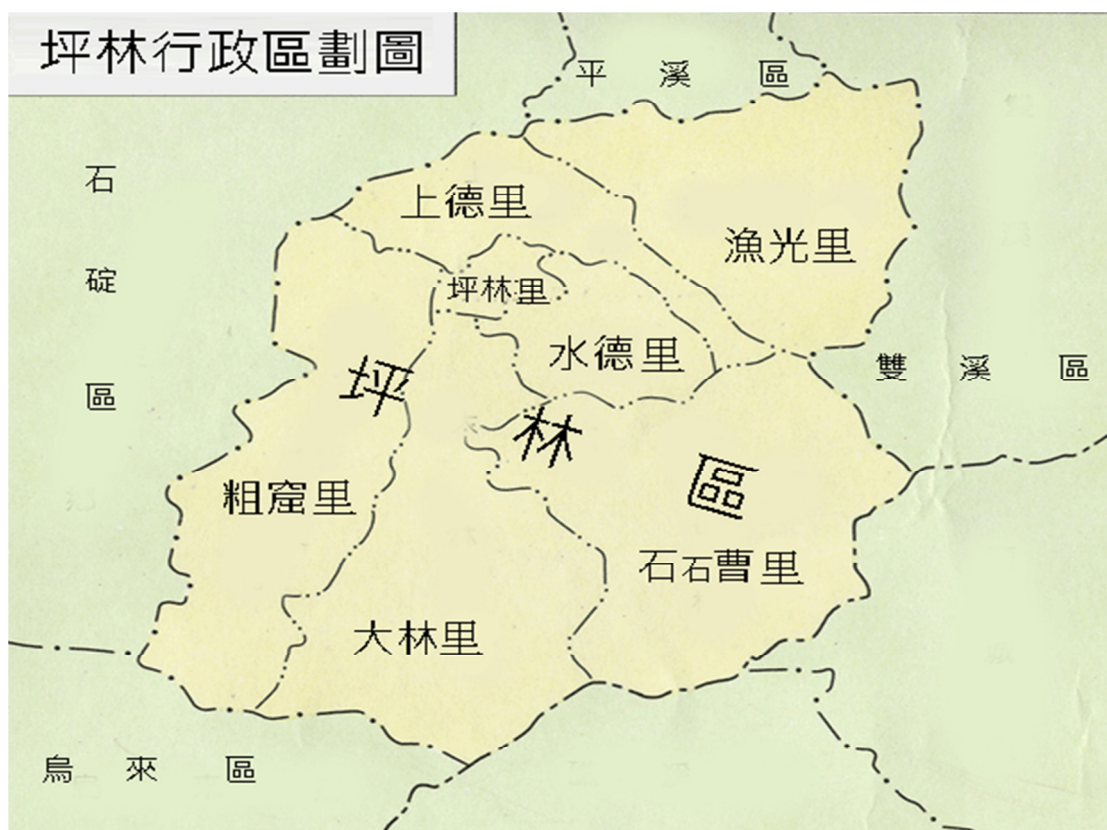 坪林行政區劃圖
平溪區
石碇區
上德里
漁光里
坪林里
水德里
雙溪區
坪林區
粗窟里
石石曹里
大林里
烏來區